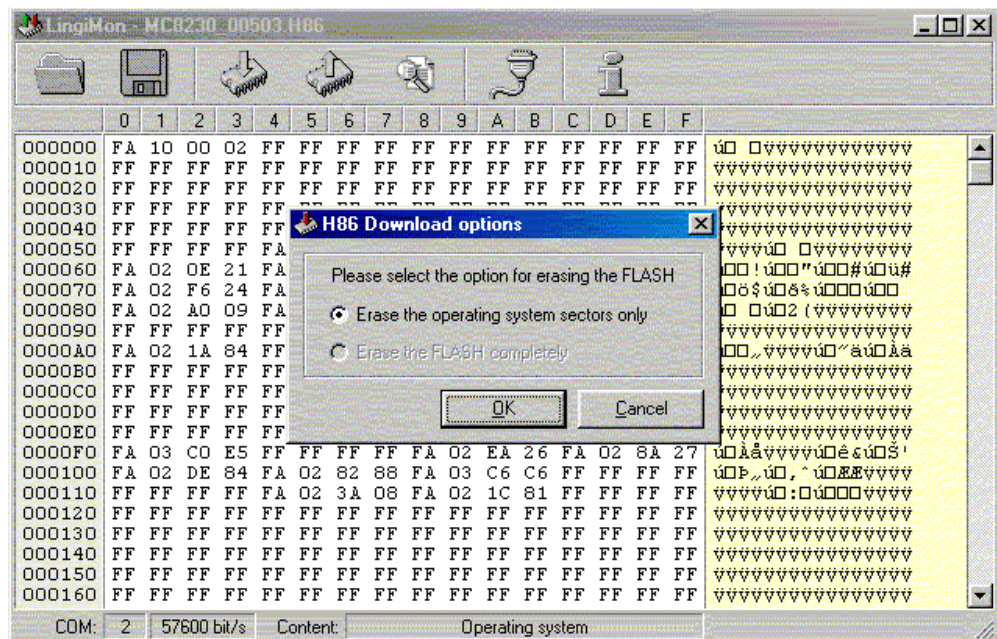 LingiMon - MC8230_00503.H86
0 1 2 3 4 5 6 7 8 9 A B C D E F
000000 FA 10 00 02 FF FF FF FF FF FF FF FF FF FF FF FF
000010 FF FF FF FF FF FF FF FF FF FF FF FF FF FF FF FF
000020 FF FF FF FF FF FF FF FF FF FF FF FF FF FF FF FF
000030 FF FF FF FF FF FF FF FF FF FF FF FF FF FF FF FF
000040 FF FF FF FF FF
000050 FF FF FF FF FA
000060 FA 02 0E 21 FA
000070 FA 02 F6 24 FA
000080 FA 02 A0 09 FA
000090 FF FF FF FF FF
0000A0 FA 02 1A 84 FF
0000B0 FF FF FF FF FF
0000C0 FF FF FF FF FF
0000D0 FF FF FF FF FF
0000E0 FF FF FF FF FF
0000F0 FA 03 C0 E5 FF FF FF FF FA 02 EA 26 FA 02 8A 27
000100 FA 02 DE 84 FA 02 82 88 FA 03 C6 C6 FF FF FF FF
000110 FF FF FF FF FA 02 3A 08 FA 02 1C 81 FF FF FF FF
000120 FF FF FF FF FF FF FF FF FF FF FF FF FF FF FF FF
000130 FF FF FF FF FF FF FF FF FF FF FF FF FF FF FF FF
000140 FF FF FF FF FF FF FF FF FF FF FF FF FF FF FF FF
000150 FF FF FF FF FF FF FF FF FF FF FF FF FF FF FF FF
000160 FF FF FF FF FF FF FF FF FF FF FF FF FF FF FF FF
H86 Download options
Please select the option for erasing the FLASH
Erase the operating system sectors only
Erase the FLASH completely
OK Cancel
COM: 2 57600 bit/s Content: Operating system